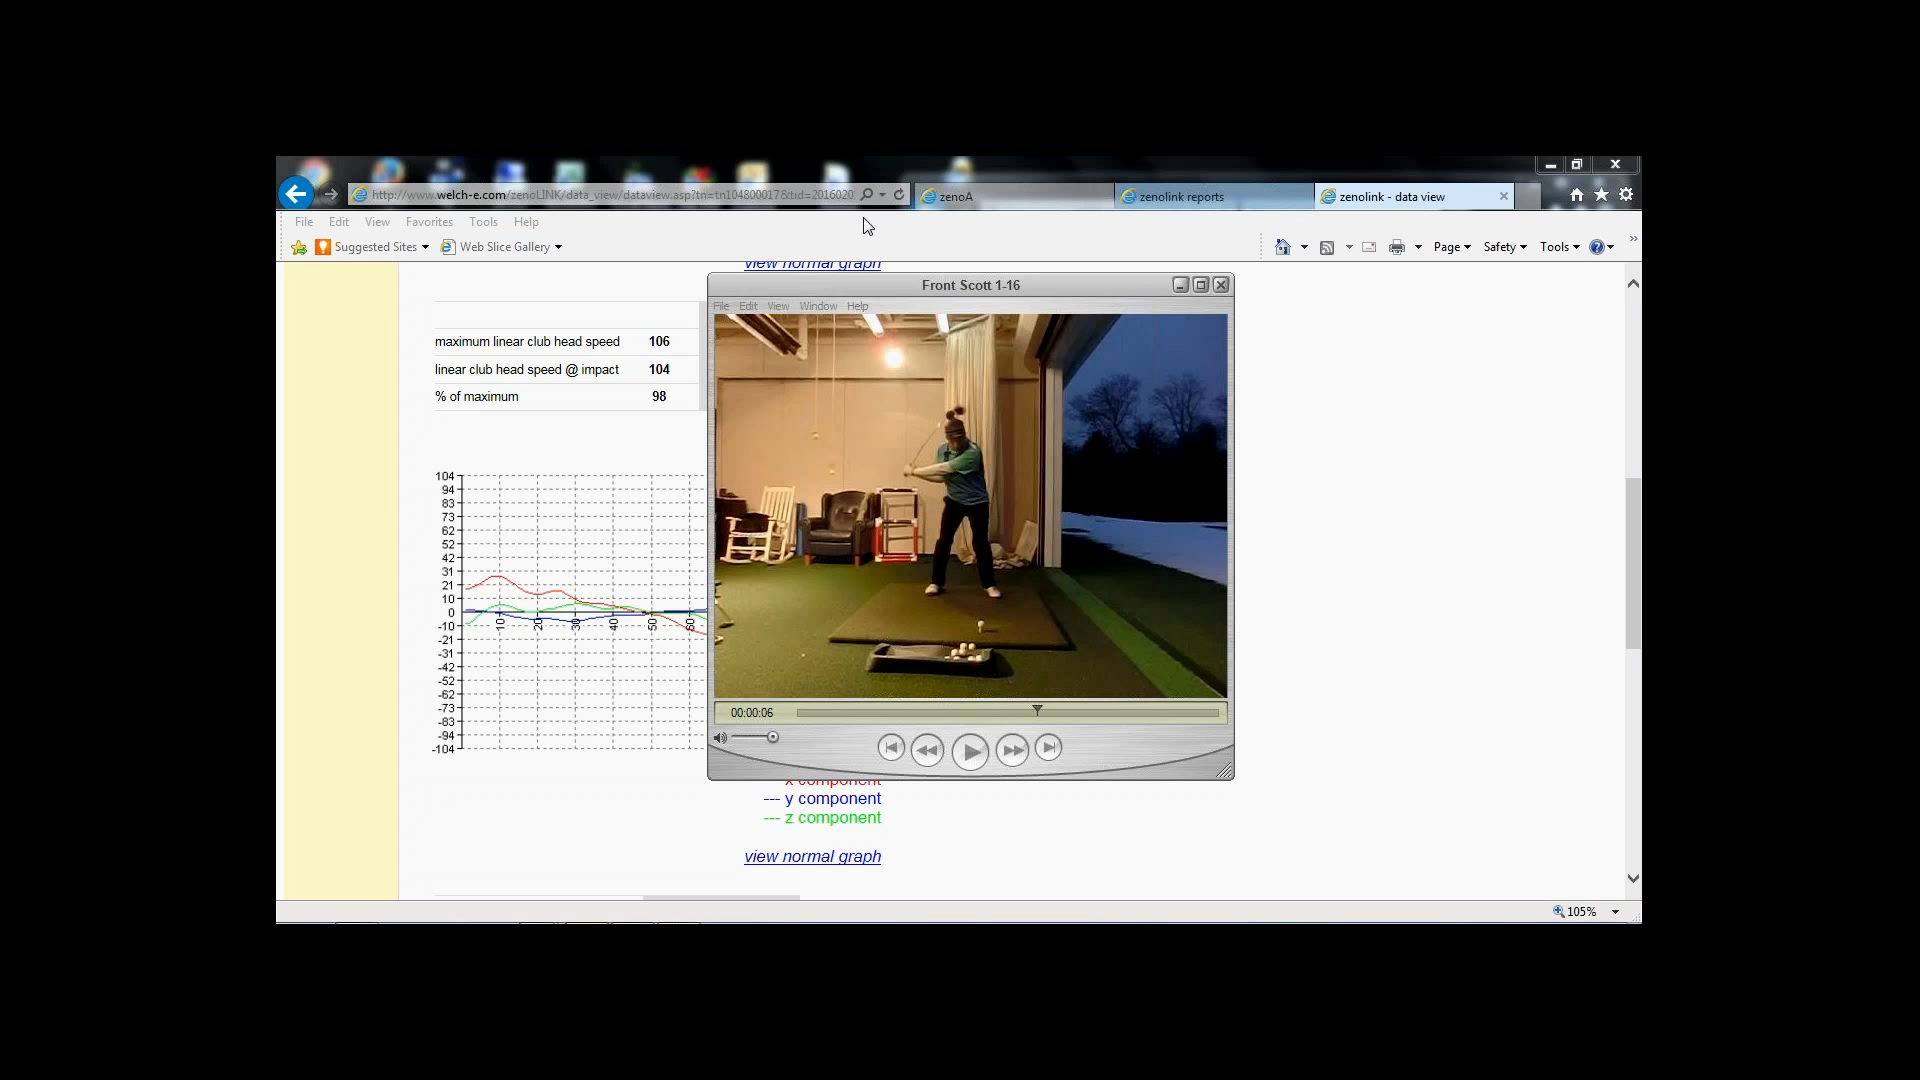 http://www.welch-e.com/zenoLINK/data_view/dataview.asp?tn=tn104800017&tid=2016020
zenoA
zenolink reports
zenolink - data view
File Edit View Favorites Tools Help
Suggested Sites
Web Slice Gallery
Page Safety Tools
view normal graph
Front Scott 1-16
File Edit View Window Help
maximum linear club head speed 106
linear club head speed @ impact 104
% of maximum 98
104
94
83
73
62
52
42
31
21
10
0
-10
-21
-31
-42
-52
-62
-73
-83
-94
-104
10 20 30 40 50 60
00:00:06
x component
--- y component
--- z component
view normal graph
105%